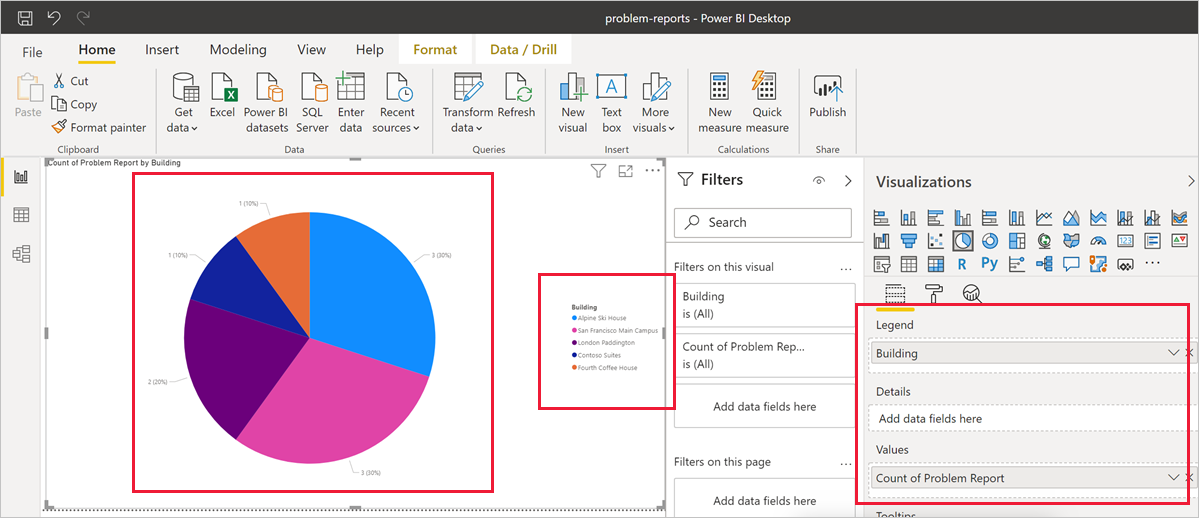 problem-reports - Power BI Desktop
File Home Insert Modeling View Help Format Data / Drill
Paste
Cut
Copy
Format painter
Get data
Excel
Power BI datasets
SQL Server
Enter data
Recent sources
Transform data
Refresh
New visual
A
Text box
More visuals
New measure
Quick measure
Publish
Clipboard
Data
Queries
Insert
Calculations
Share
Count of Problem Report by Building
1 (10%)
3 (30%)
1 (10%)
2 (20%)
3 (30%)
Building
Alpine Ski House
San Francisco Main Campus
London Paddington
Contoso Suites
Fourth Coffee House
Filters
Search
Filters on this visual
...
Building
is (All)
Count of Problem Rep...
is (All)
Add data fields here
Filters on this page
...
Add data fields here
Visualizations
123
R
Py
...
Legend
Building
Details
Add data fields here
Values
Count of Problem Report
Tooltips